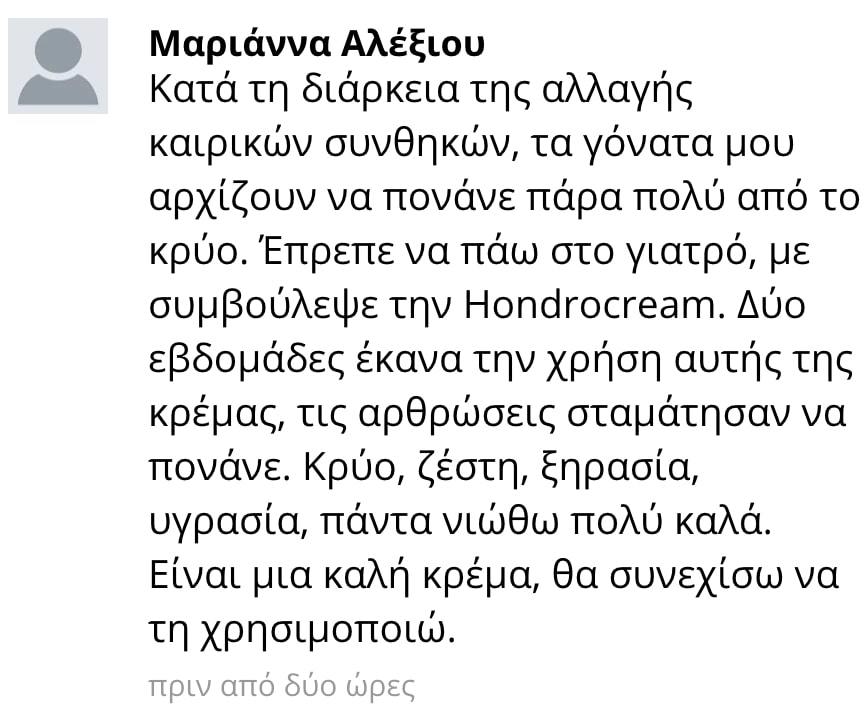 Μαριάννα Αλέξιου
Κατά τη διάρκεια της αλλαγής
καιρικών συνθηκών, τα γόνατα μου
αρχίζουν να πονάνε πάρα πολύ από το
κρύο. Έπρεπε να πάω στο γιατρό, με
συμβούλεψε την Hondrocream. Δύο
εβδομάδες έκανα την χρήση αυτής της
κρέμας, τις αρθρώσεις σταμάτησαν να
πονάνε. Κρύο, ζέστη, ξηρασία,
υγρασία, πάντα νιώθω πολύ καλά.
Είναι μια καλή κρέμα, θα συνεχίσω να
τη χρησιμοποιώ.
πριν από δύο ώρες